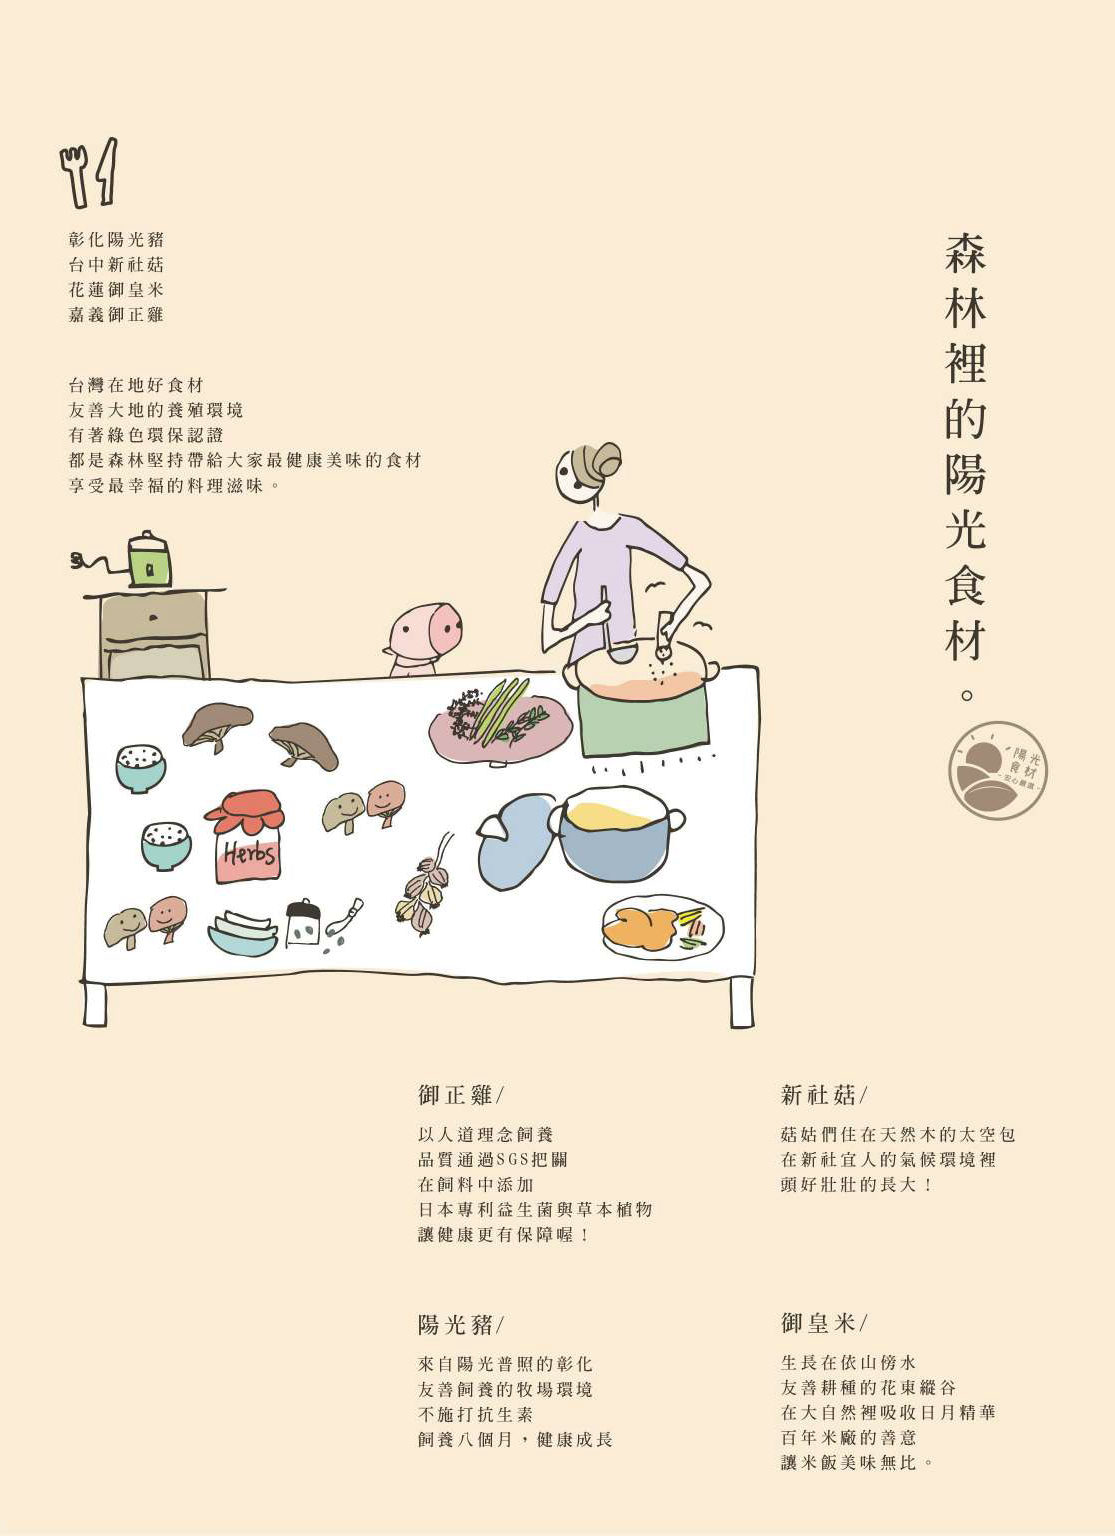 森林裡的陽光食材。
陽光
食材
安心嚴選
彰化陽光豬
台中新社菇
花蓮御皇米
嘉義御正雞
台灣在地好食材
友善大地的養殖環境
有著綠色環保認證
都是森林堅持帶給大家最健康美味的食材
享受最幸福的料理滋味。
Herbs
御正雞/
以人道理念飼養
品質通過SGS把關
在飼料中添加
日本專利益生菌與草本植物
讓健康更有保障喔！
新社菇/
菇姑們住在天然木的太空包
在新社宜人的氣候環境裡
頭好壯壯的長大！
陽光豬/
來自陽光普照的彰化
友善飼養的牧場環境
不施打抗生素
飼養八個月，健康成長
御皇米/
生長在依山傍水
友善耕種的花東縱谷
在大自然裡吸收日月精華
百年米廠的善意
讓米飯美味無比。